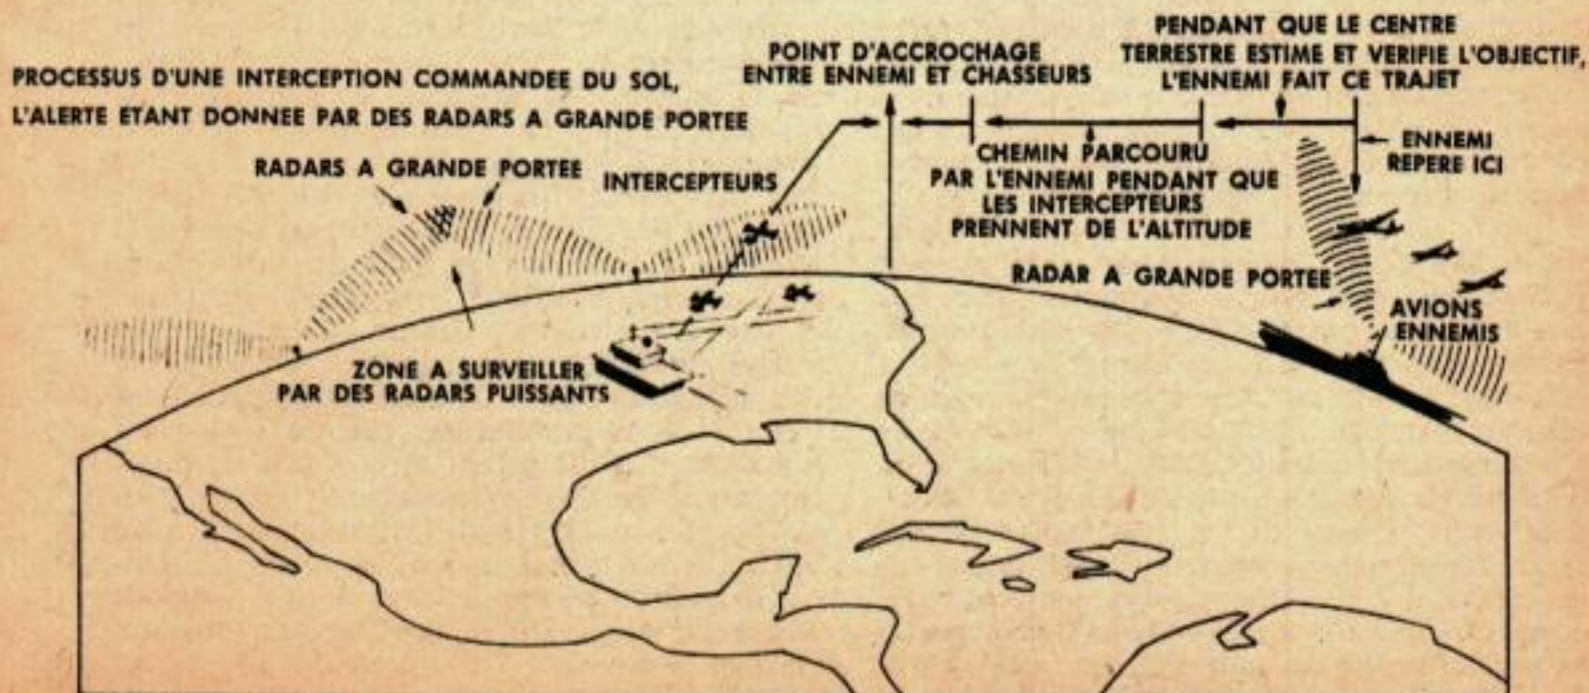 PROCESSUS D'UNE INTERCEPTION COMMANDEE DU SOL,
L'ALERTE ETANT DONNEE PAR DES RADARS A GRANDE PORTEE
POINT D'ACCROCHAGE
ENTRE ENNEMI ET CHASSEURS
PENDANT QUE LE CENTRE
TERRESTRE ESTIME ET VERIFIE L'OBJECTIF,
L'ENNEMI FAIT CE TRAJET
RADARS A GRANDE PORTEE
INTERCEPTEURS
CHEMIN PARCOURU
PAR L'ENNEMI PENDANT QUE
LES INTERCEPTEURS
PRENNENT DE L'ALTITUDE
ENNEMI
REPERE ICI
RADAR A GRANDE PORTEE
AVIONS
ENNEMIS
ZONE A SURVEILLER
PAR DES RADARS PUISSANTS